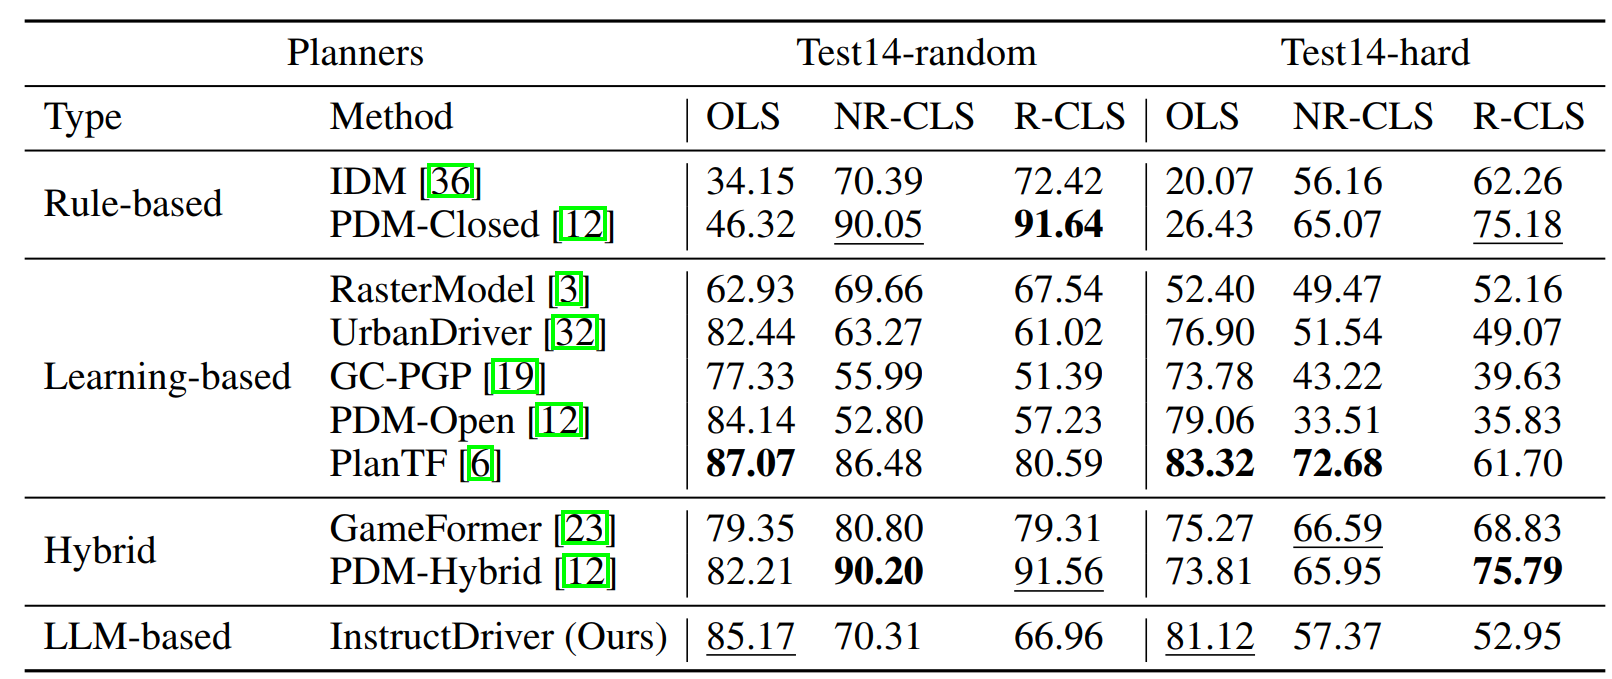 Planners Test14-random Test14-hard
Type Method OLS NR-CLS R-CLS OLS NR-CLS R-CLS
Rule-based
IDM [36] 34.15 70.39 72.42 20.07 56.16 62.26
PDM-Closed [12] 46.32 90.05 91.64 26.43 65.07 75.18
Learning-based
RasterModel [3] 62.93 69.66 67.54 52.40 49.47 52.16
UrbanDriver [32] 82.44 63.27 61.02 76.90 51.54 49.07
GC-PGP [19] 77.33 55.99 51.39 73.78 43.22 39.63
PDM-Open [12] 84.14 52.80 57.23 79.06 33.51 35.83
PlanTF [6] 87.07 86.48 80.59 83.32 72.68 61.70
Hybrid
GameFormer [23] 79.35 80.80 79.31 75.27 66.59 68.83
PDM-Hybrid [12] 82.21 90.20 91.56 73.81 65.95 75.79
LLM-based InstructDriver (Ours) 85.17 70.31 66.96 81.12 57.37 52.95